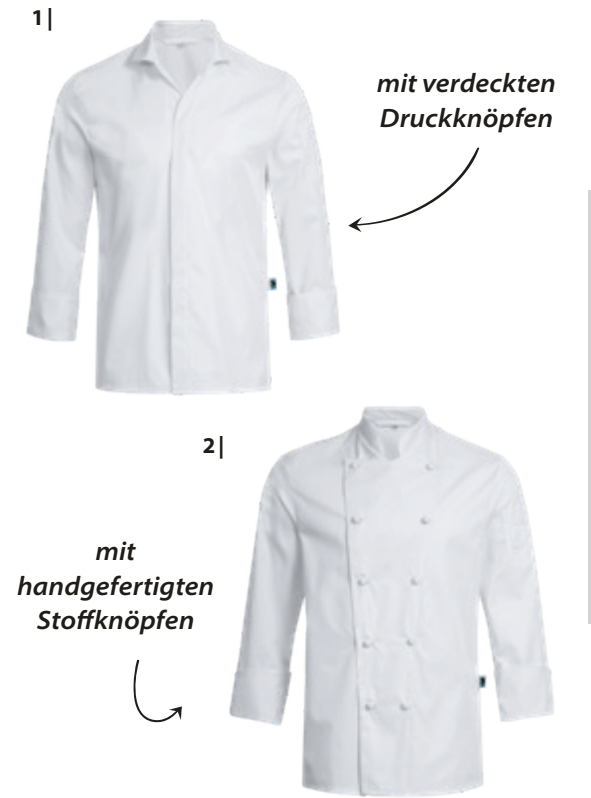 1|
mit verdeckten
Druckknöpfen
2|
mit
handgefertigten
Stoffknöpfen